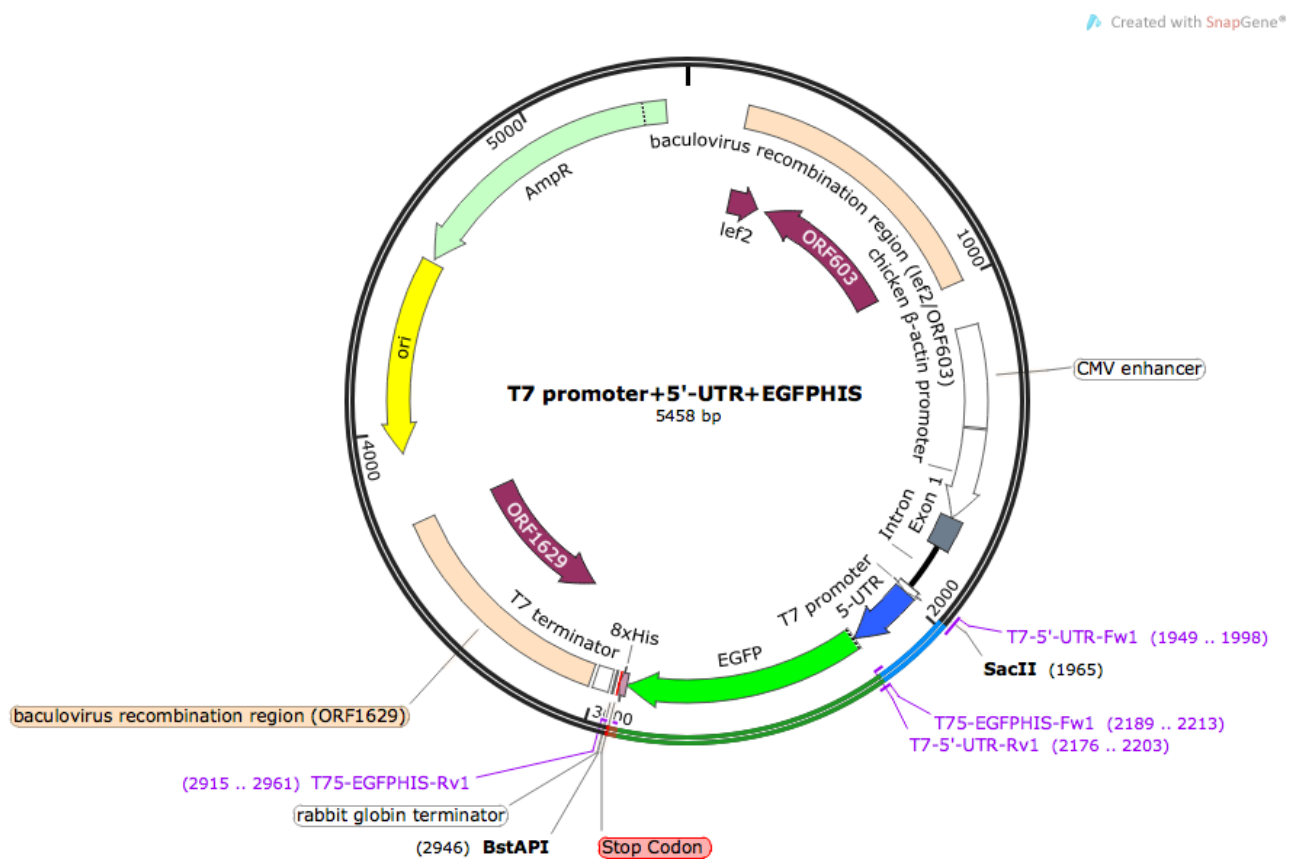 Created with SnapGene®
5000
AmpR
baculovirus recombination region (lef2/ORF603)
lef2
ORF603
1000
chicken β-actin promoter
ori
T7 promoter+5'-UTR+EGFPHIS
5458 bp
CMV enhancer
4000
Exon 1
Intron
ORF1629
T7 promoter
5-UTR
2000
T7 terminator
8xHis
EGFP
T7-5'-UTR-Fw1 (1949 .. 1998)
SacII (1965)
baculovirus recombination region (ORF1629)
T75-EGFPHIS-Fw1 (2189 .. 2213)
T7-5'-UTR-Rv1 (2176 .. 2203)
(2915 .. 2961) T75-EGFPHIS-Rv1
rabbit globin terminator
(2946) BstAPI
Stop Codon